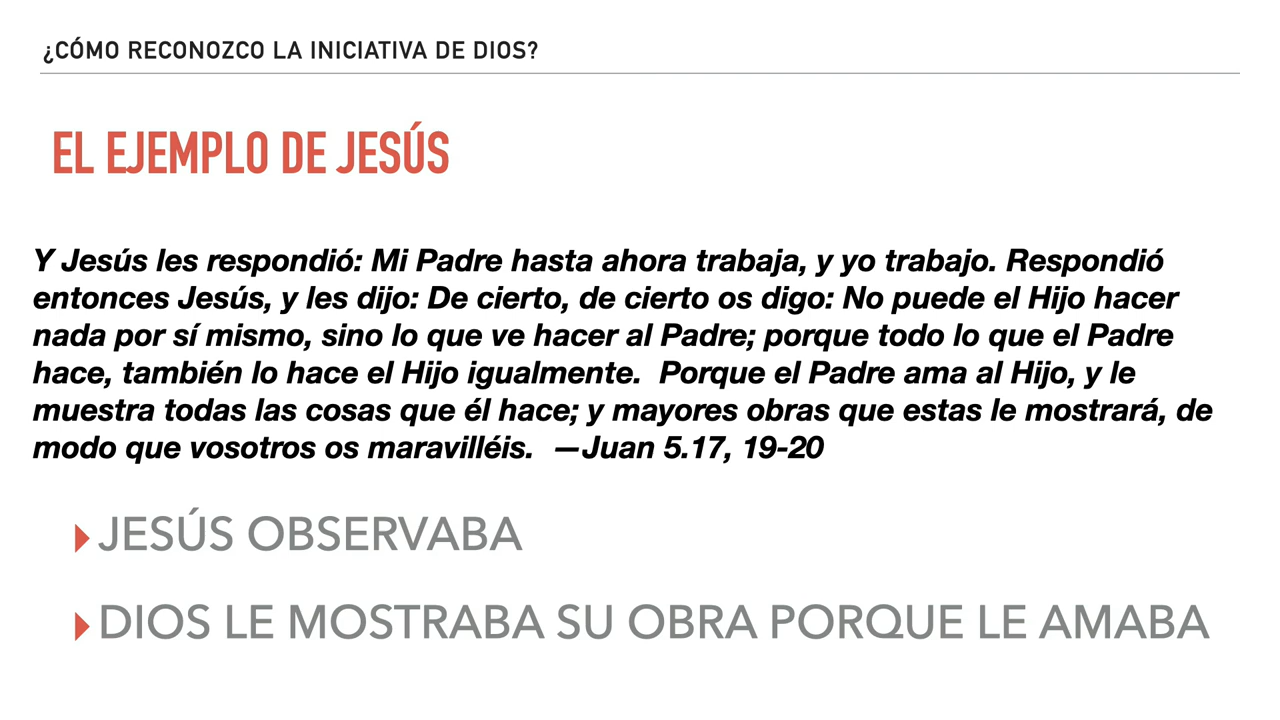 ¿CÓMO RECONOZCO LA INICIATIVA DE DIOS?
EL EJEMPLO DE JESÚS
Y Jesús les respondió: Mi Padre hasta ahora trabaja, y yo trabajo. Respondió
entonces Jesús, y les dijo: De cierto, de cierto os digo: No puede el Hijo hacer
nada por sí mismo, sino lo que ve hacer al Padre; porque todo lo que el Padre
hace, también lo hace el Hijo igualmente.  Porque el Padre ama al Hijo, y le
muestra todas las cosas que él hace; y mayores obras que estas le mostrará, de
modo que vosotros os maravilléis.  —Juan 5.17, 19-20
▸JESÚS OBSERVABA
▸DIOS LE MOSTRABA SU OBRA PORQUE LE AMABA